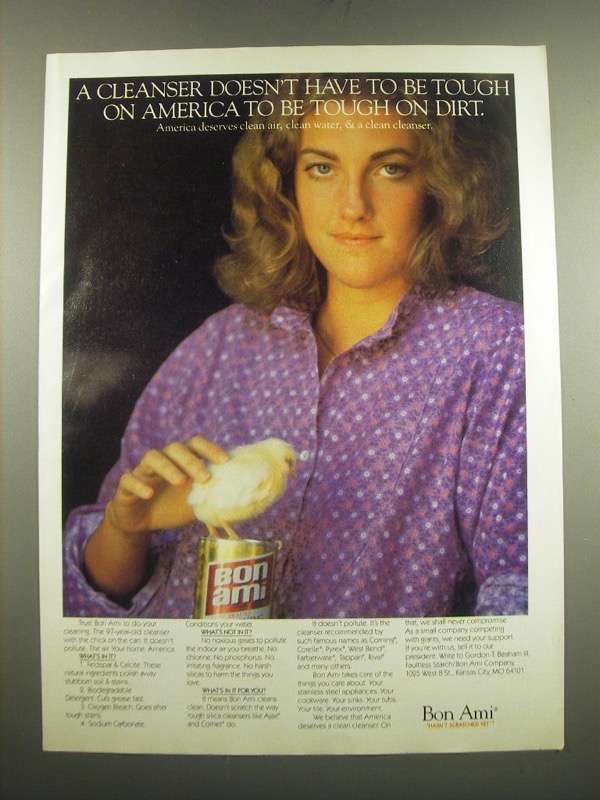 A CLEANSER DOESN'T HAVE TO BE TOUGH
ON AMERICA TO BE TOUGH ON DIRT.
America deserves clean air, clean water, & a clean cleanser.
BON
AMI
Trust Bon Ami to do your
cleaning. The 97-year-old cleanser
with the chick on the can. It doesn't
pollute. The air. Your home. America.
WHAT'S IN IT?
1. Feldspar & Calcite. These
natural ingredients polish away
stubborn soil & stains.
2. Biodegradable
Detergent. Cuts grease fast.
3. Oxygen Bleach. Goes after
tough stains.
4. Sodium Carbonate.
Conditions your water.
WHAT'S NOT IN IT?
No noxious gases to pollute
the indoor air you breathe. No
chlorine. No phosphorus. No
irritating fragrance. No harsh
silicas to harm the things you
love.
WHAT'S IN IT FOR YOU?
It means Bon Ami cleans
clean. Doesn't scratch the way
rough silica cleansers like Ajax®
and Comet® do.
It doesn't pollute. It's the
cleanser recommended by
such famous names as Corning®,
Corelle®, Pyrex®, West Bend®,
Farberware®, Tappan®, Rival®
and many others.
Bon Ami takes care of the
things you care about. Your
stainless steel appliances. Your
cookware. Your sinks. Your tubs.
Your tile. Your environment.
We believe that America
deserves a clean cleanser. On
that, we shall never compromise.
As a small company competing
with giants, we need your support.
If you're with us, tell it to our
president. Write to Gordon T. Beaham III,
Faultless Starch/Bon Ami Company,
1025 West 8 St., Kansas City, MO 64101.
Bon Ami®
"HASN'T SCRATCHED YET"®